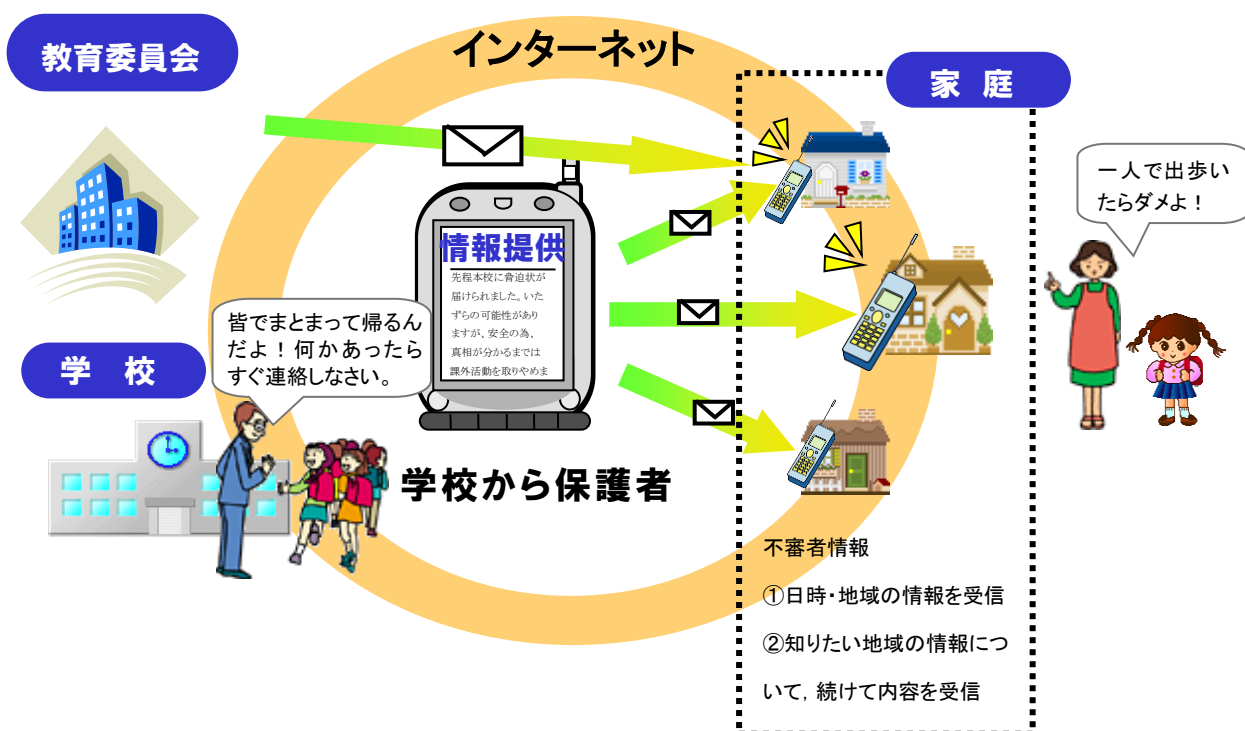 教育委員会
インターネット
家 庭
一人で出歩い
たらダメよ！
情報提供
先程本校に脅迫状が
届けられました。いた
ずらの可能性があり
ますが、安全の為、
真相が分かるまでは
課外活動を取りやめま
皆でまとまって帰るん
だよ！何かあったら
すぐ連絡しなさい。
学 校
学校から保護者
不審者情報
①日時・地域の情報を受信
②知りたい地域の情報につ
いて，続けて内容を受信